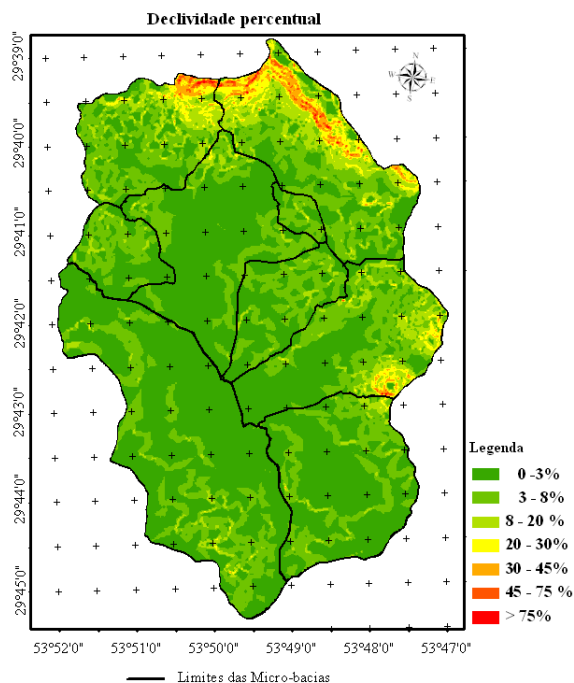 Declividade percentual
29°39'0"
29°40'0"
29°41'0"
29°42'0"
29°43'0"
29°44'0"
29°45'0"
N
W
E
S
Legenda
0 -3%
3 - 8%
8 - 20 %
20 - 30%
30 - 45%
45 - 75 %
> 75%
53°52'0"
53°51'0"
53°50'0"
53°49'0"
53°48'0"
53°47'0"
Limites das Micro-bacias